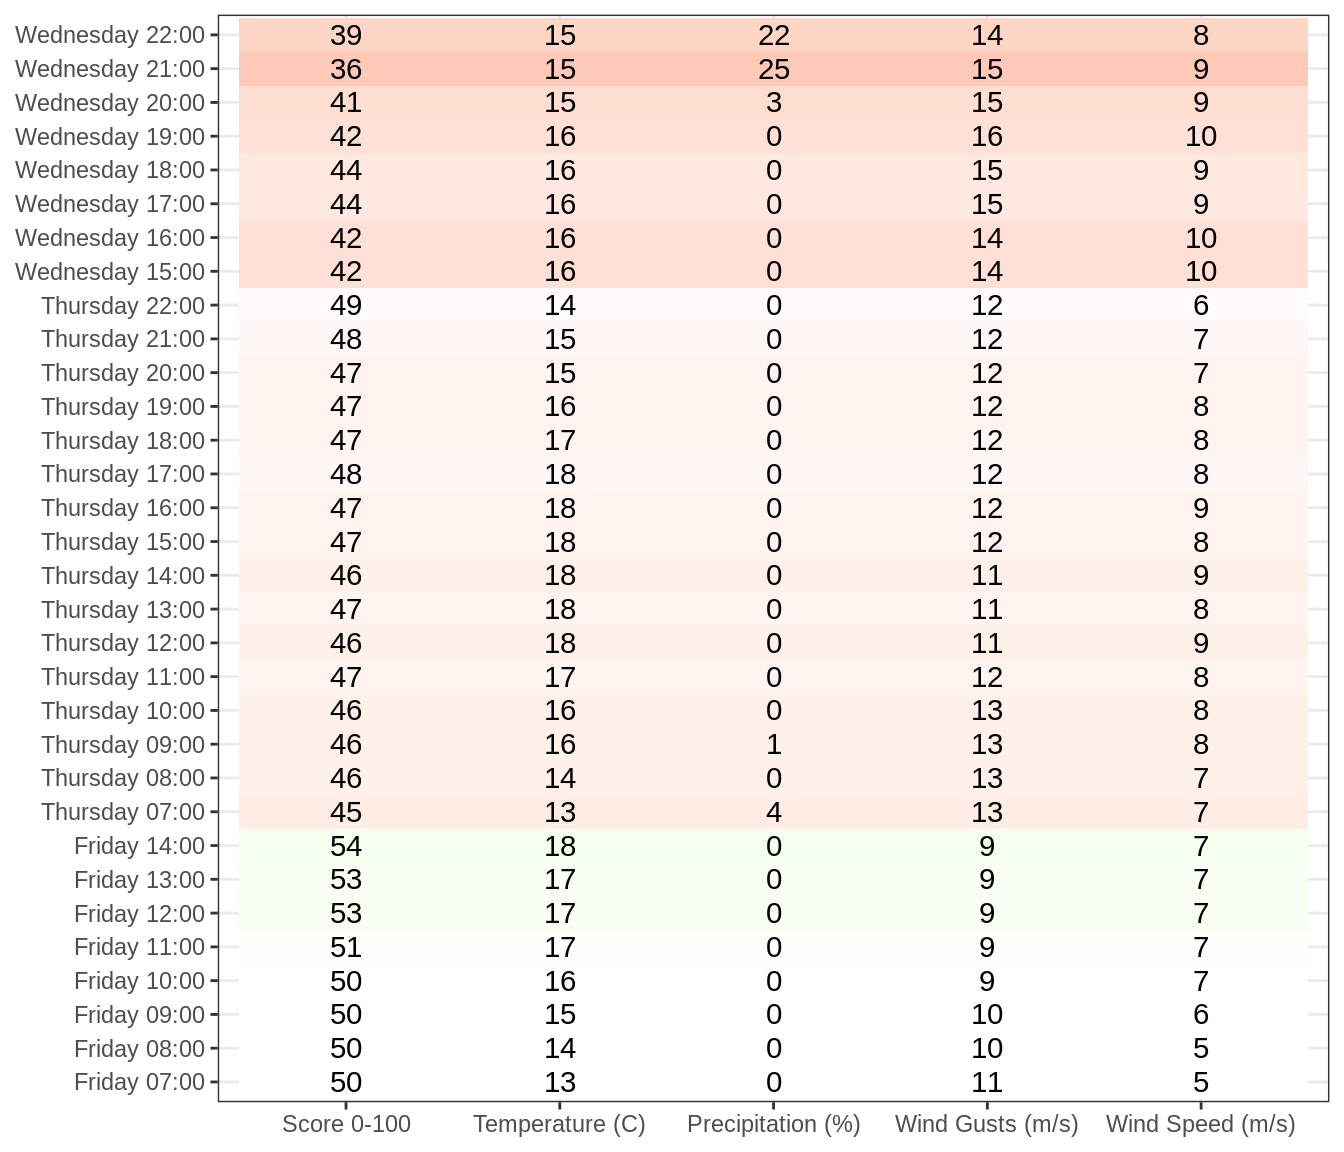 Wednesday 22:00 39 15 22 14 8
Wednesday 21:00 36 15 25 15 9
Wednesday 20:00 41 15 3 15 9
Wednesday 19:00 42 16 0 16 10
Wednesday 18:00 44 16 0 15 9
Wednesday 17:00 44 16 0 15 9
Wednesday 16:00 42 16 0 14 10
Wednesday 15:00 42 16 0 14 10
Thursday 22:00 49 14 0 12 6
Thursday 21:00 48 15 0 12 7
Thursday 20:00 47 15 0 12 7
Thursday 19:00 47 16 0 12 8
Thursday 18:00 47 17 0 12 8
Thursday 17:00 48 18 0 12 8
Thursday 16:00 47 18 0 12 9
Thursday 15:00 47 18 0 12 8
Thursday 14:00 46 18 0 11 9
Thursday 13:00 47 18 0 11 8
Thursday 12:00 46 18 0 11 9
Thursday 11:00 47 17 0 12 8
Thursday 10:00 46 16 0 13 8
Thursday 09:00 46 16 1 13 8
Thursday 08:00 46 14 0 13 7
Thursday 07:00 45 13 4 13 7
Friday 14:00 54 18 0 9 7
Friday 13:00 53 17 0 9 7
Friday 12:00 53 17 0 9 7
Friday 11:00 51 17 0 9 7
Friday 10:00 50 16 0 9 7
Friday 09:00 50 15 0 10 6
Friday 08:00 50 14 0 10 5
Friday 07:00 50 13 0 11 5
Score 0-100 Temperature (C) Precipitation (%) Wind Gusts (m/s) Wind Speed (m/s)